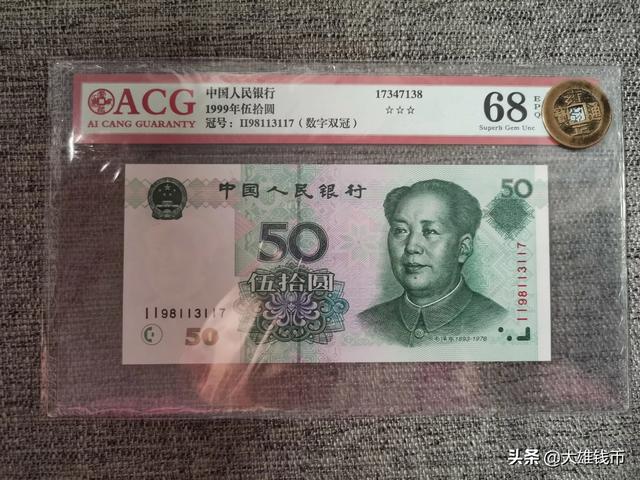 ACG
AI CANG GUARANTY
中国人民银行
1999年伍拾圆
冠号：II98113117（数字双冠）
17347138
☆☆☆
68
EPQ
Superb Gem Unc
中国人民银行
50
50
伍拾圆
II98113117
50
II98113117
毛泽东 1893-1976
头条 @大雄钱币